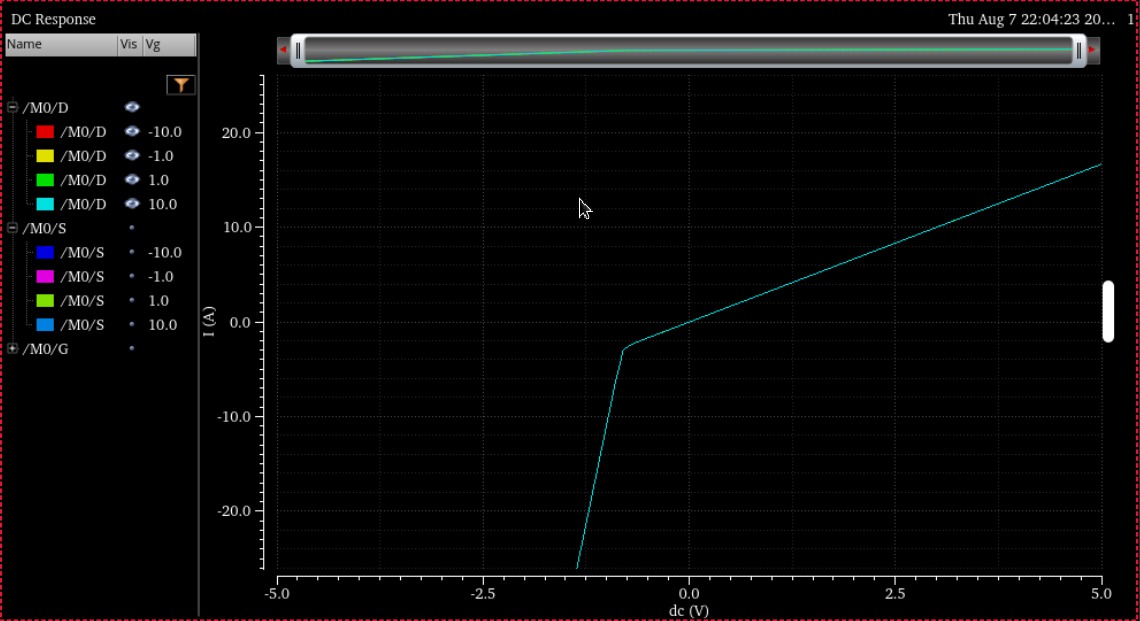 DC Response
Thu Aug 7 22:04:23 20... 1
Name Vis Vg
/M0/D
/M0/D -10.0
/M0/D -1.0
/M0/D 1.0
/M0/D 10.0
/M0/S
/M0/S -10.0
/M0/S -1.0
/M0/S 1.0
/M0/S 10.0
/M0/G
I (A)
20.0
10.0
0.0
-10.0
-20.0
-5.0 -2.5 0.0 2.5 5.0
dc (V)